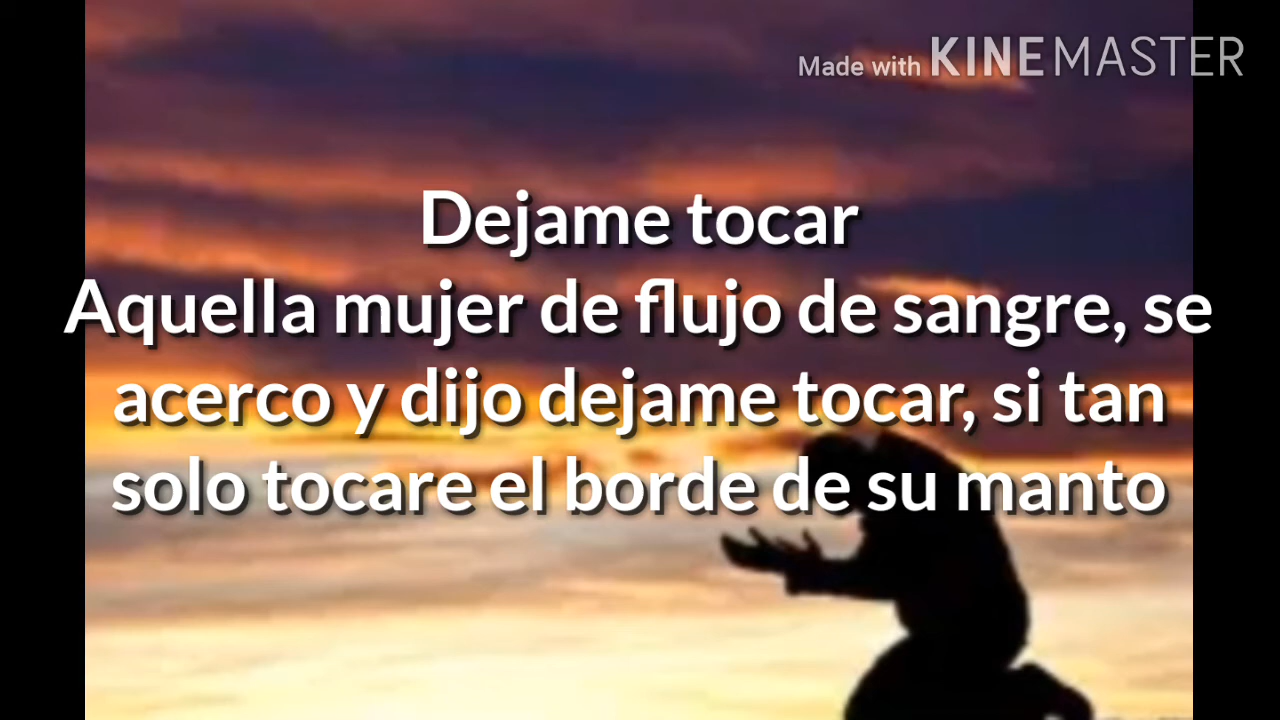 Made with KINEMASTER
Dejame tocar
Aquella mujer de flujo de sangre, se
acerco y dijo dejame tocar, si tan
solo tocare el borde de su manto